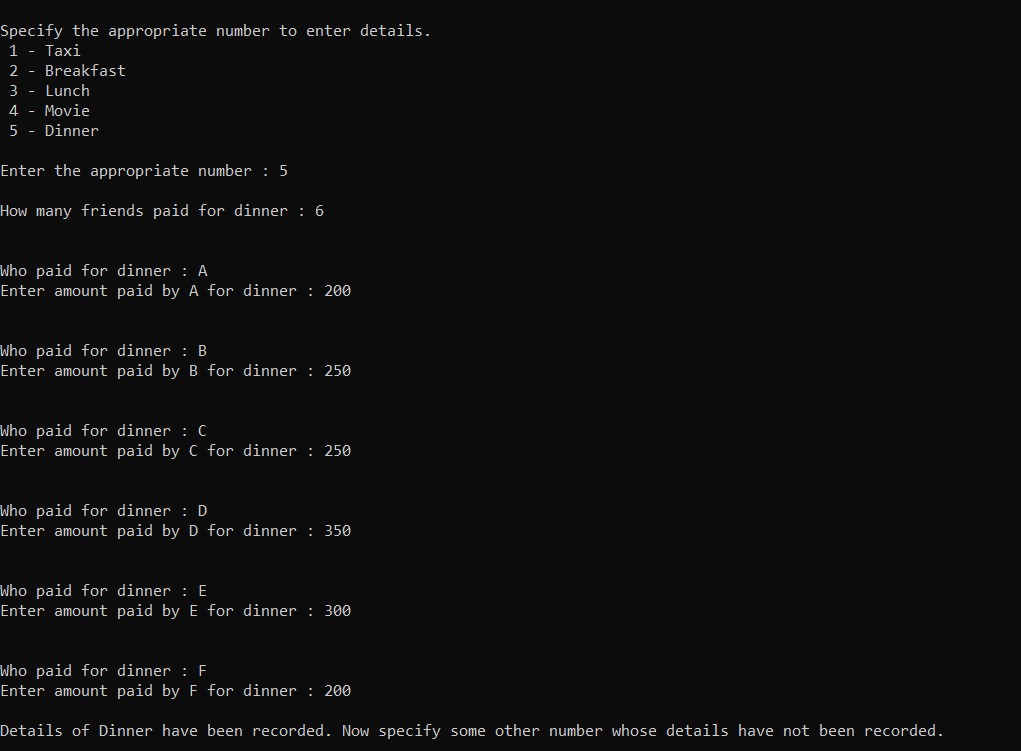 Specify the appropriate number to enter details.
1 - Taxi
2 - Breakfast
3 - Lunch
4 - Movie
5 - Dinner
Enter the appropriate number : 5
How many friends paid for dinner : 6
Who paid for dinner : A
Enter amount paid by A for dinner : 200
Who paid for dinner : B
Enter amount paid by B for dinner : 250
Who paid for dinner : C
Enter amount paid by C for dinner : 250
Who paid for dinner : D
Enter amount paid by D for dinner : 350
Who paid for dinner : E
Enter amount paid by E for dinner : 300
Who paid for dinner : F
Enter amount paid by F for dinner : 200
Details of Dinner have been recorded. Now specify some other number whose details have not been recorded.